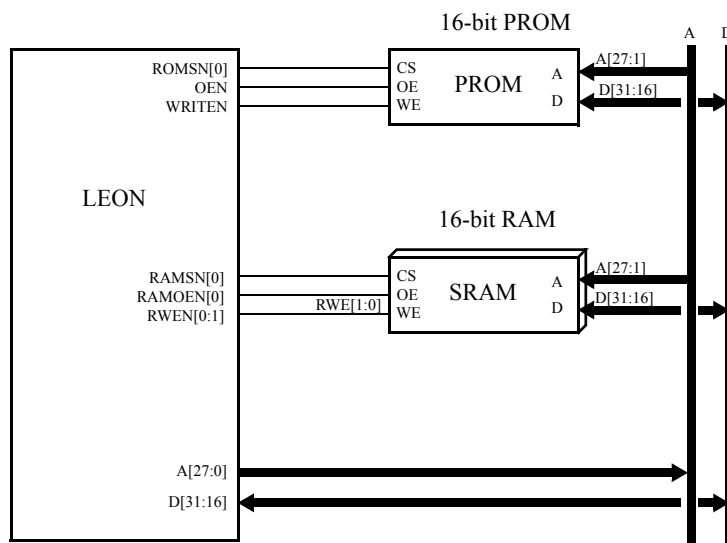 16-bit PROM
A
ROMSN[0]
OEN
WRITEN
CS
OE
WE
PROM
A
D
A[27:1]
D[31:16]
LEON
16-bit RAM
RAMSN[0]
RAMOEN[0]
RWEN[0:1]
RWE[1:0]
CS
OE
WE
SRAM
A
D
A[27:1]
D[31:16]
A[27:0]
D[31:16]